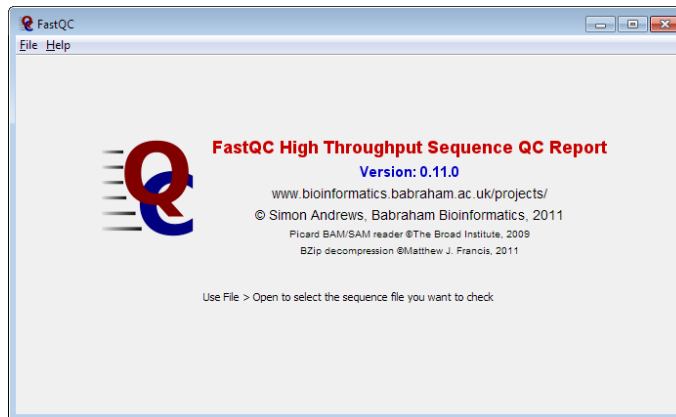 FastQC
File Help
QC
FastQC High Throughput Sequence QC Report
Version: 0.11.0
www.bioinformatics.babraham.ac.uk/projects/
© Simon Andrews, Babraham Bioinformatics, 2011
Picard BAM/SAM reader ©The Broad Institute, 2009
BZip decompression ©Matthew J. Francis, 2011
Use File > Open to select the sequence file you want to check